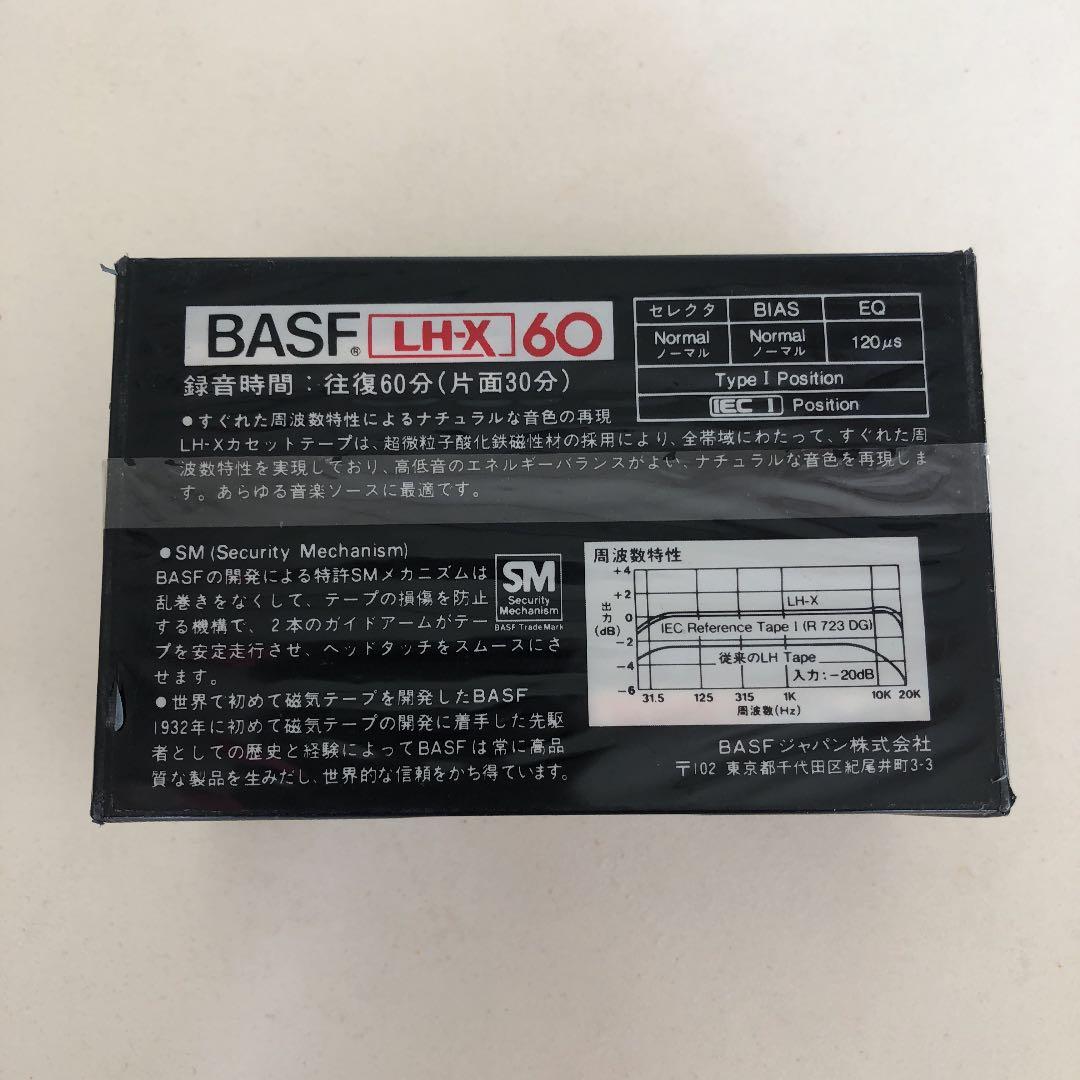 BASF® LH-X 60
録音時間：往復60分(片面30分)
セレクタ BIAS EQ
Normal ノーマル Normal ノーマル 120μs
Type I Position
IEC I Position
●すぐれた周波数特性によるナチュラルな音色の再現
LH-Xカセットテープは、超微粒子酸化鉄磁性材の採用により、全帯域にわたって、すぐれた周
波数特性を実現しており、高低音のエネルギーバランスがよい、ナチュラルな音色を再現しま
す。あらゆる音楽ソースに最適です。
●SM (Security Mechanism)
BASFの開発による特許SMメカニズムは
乱巻きをなくして、テープの損傷を防止
する機構で、2本のガイドアームがテー
プを安定走行させ、ヘッドタッチをスムースにさ
せます。
SM
Security
Mechanism
BASF Trade Mark
●世界で初めて磁気テープを開発したBASF
1932年に初めて磁気テープの開発に着手した先駆
者としての歴史と経験によってBASFは常に高品
質な製品を生みだし、世界的な信頼をかち得ています。
周波数特性
出力(dB)
+4
+2
0
-2
-4
-6
LH-X
IEC Reference Tape I (R 723 DG)
従来のLH Tape
入力:-20dB
31.5 125 315 1K 10K 20K
周波数(Hz)
BASFジャパン株式会社
〒102 東京都千代田区紀尾井町3-3